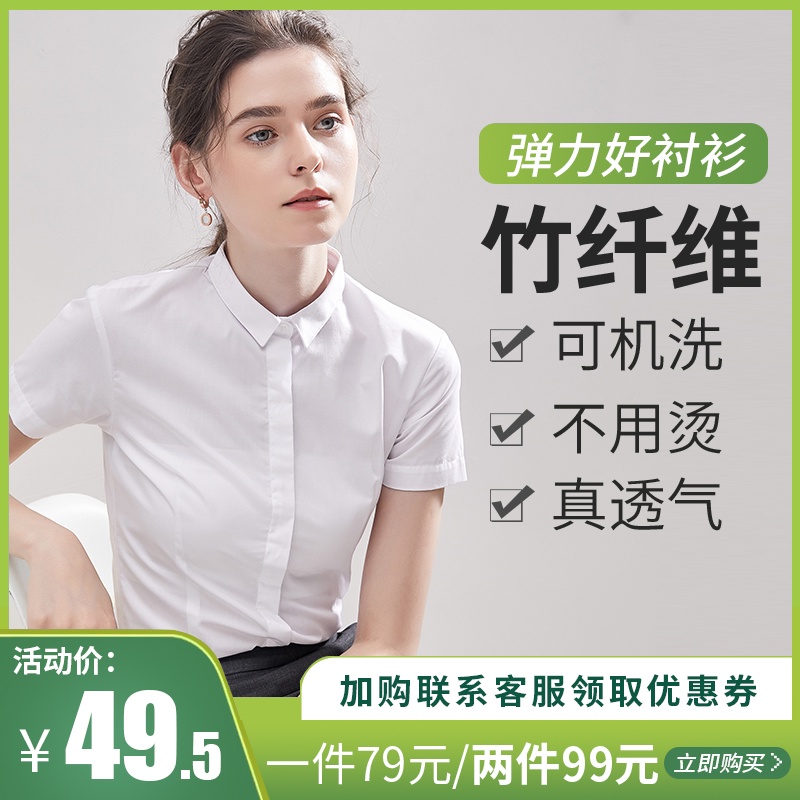 弹力好衬衫
竹纤维
可机洗
不用烫
真透气
活动价:
¥49.5
加购联系客服领取优惠券
一件79元/两件99元
立即购买 >